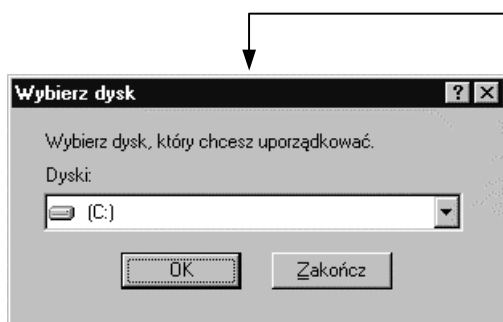 Wybierz dysk
Wybierz dysk, który chcesz uporządkować.
Dyski:
(C:)
OK
Zakończ